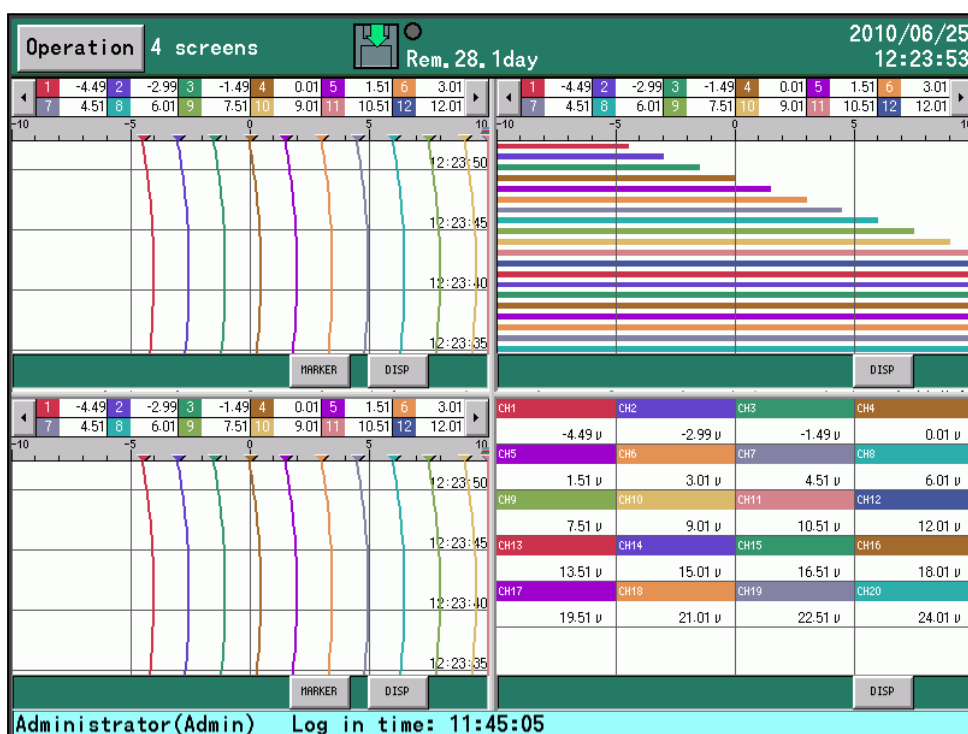 Operation 4 screens Rem.28.1day 2010/06/25 12:23:53
1 -4.49 2 -2.99 3 -1.49 4 0.01 5 1.51 6 3.01
7 4.51 8 6.01 9 7.51 10 9.01 11 10.51 12 12.01
-10 -5 0 5 10
12:23:50
12:23:45
12:23:40
12:23:35
MARKER DISP
1 -4.49 2 -2.99 3 -1.49 4 0.01 5 1.51 6 3.01
7 4.51 8 6.01 9 7.51 10 9.01 11 10.51 12 12.01
-10 -5 0 5 10
DISP
1 -4.49 2 -2.99 3 -1.49 4 0.01 5 1.51 6 3.01
7 4.51 8 6.01 9 7.51 10 9.01 11 10.51 12 12.01
-10 -5 0 5 10
12:23:50
12:23:45
12:23:40
12:23:35
MARKER DISP
CH1 CH2 CH3 CH4
-4.49 υ -2.99 υ -1.49 υ 0.01 υ
CH5 CH6 CH7 CH8
1.51 υ 3.01 υ 4.51 υ 6.01 υ
CH9 CH10 CH11 CH12
7.51 υ 9.01 υ 10.51 υ 12.01 υ
CH13 CH14 CH15 CH16
13.51 υ 15.01 υ 16.51 υ 18.01 υ
CH17 CH18 CH19 CH20
19.51 υ 21.01 υ 22.51 υ 24.01 υ
DISP
Administrator(Admin) Log in time: 11:45:05